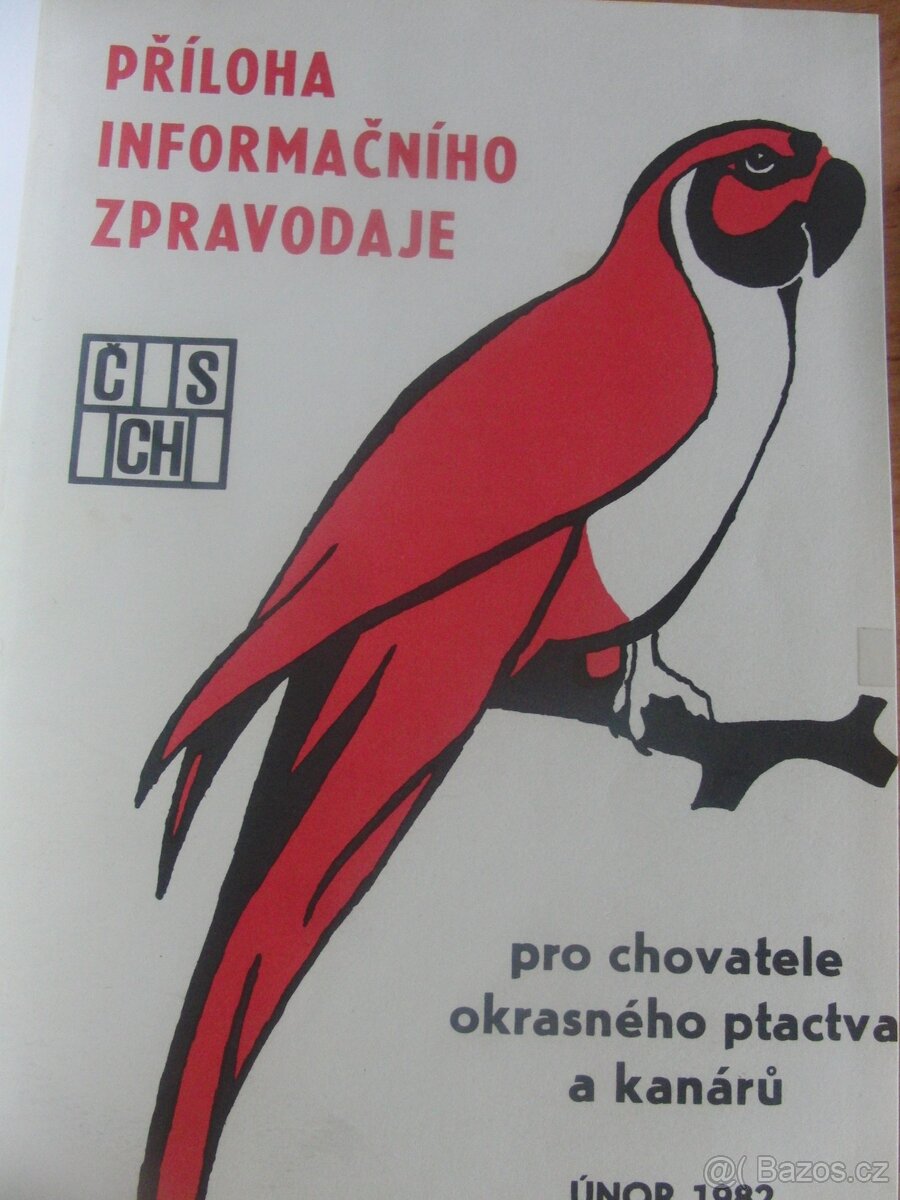 PŘÍLOHA
INFORMAČNÍHO
ZPRAVODAJE
Č S
CH
pro chovatele
okrasného ptactva
a kanárů
ÚNOR 1982
@( Bazos.cz